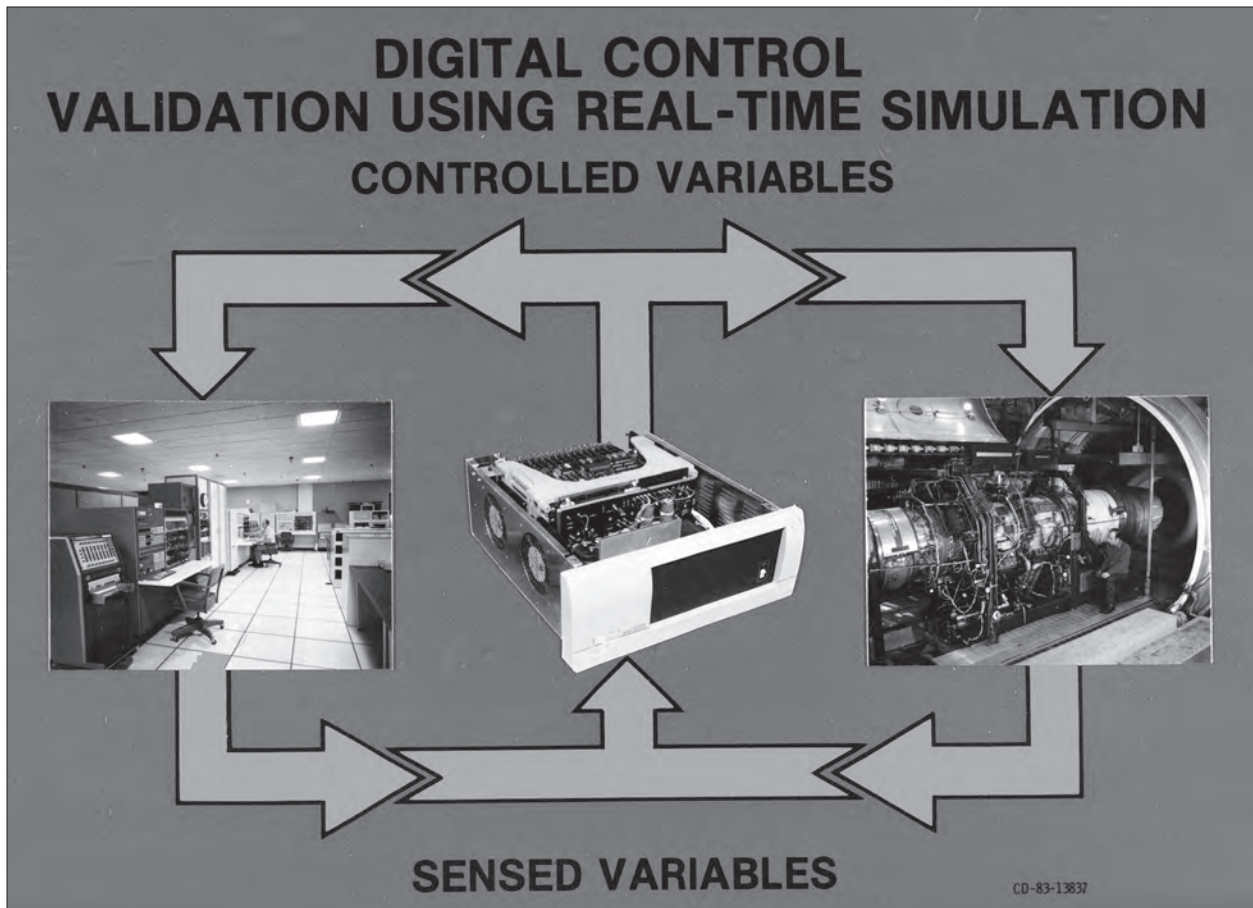 DIGITAL CONTROL
VALIDATION USING REAL-TIME SIMULATION
CONTROLLED VARIABLES
SENSED VARIABLES
CD-83-13837